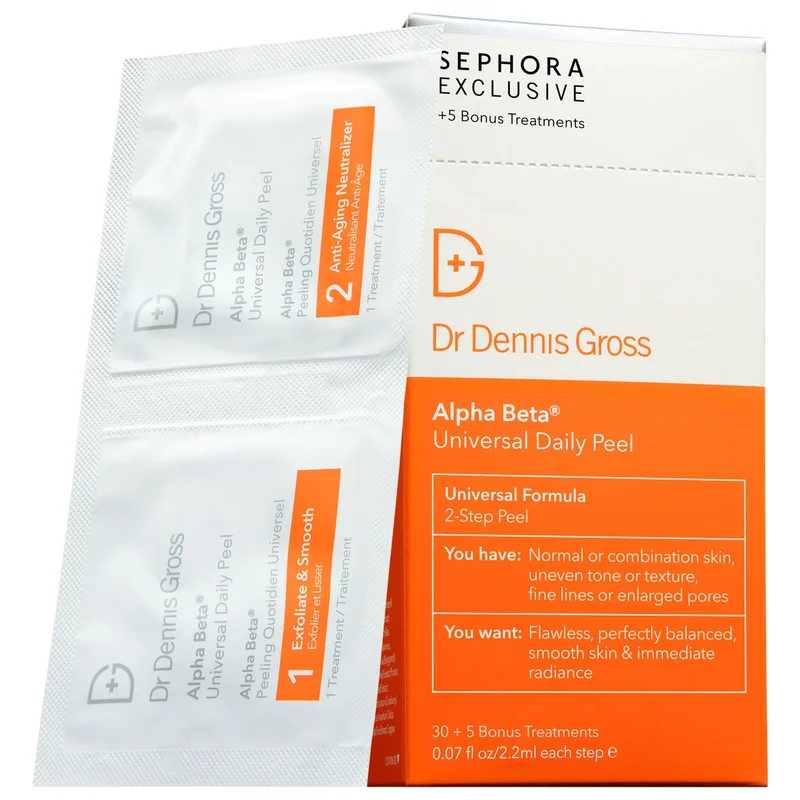 SEPHORA
EXCLUSIVE
+5 Bonus Treatments
Dr Dennis Gross
Alpha Beta®
Universal Daily Peel
Universal Formula
2-Step Peel
You have: Normal or combination skin,
uneven tone or texture,
fine lines or enlarged pores
You want: Flawless, perfectly balanced,
smooth skin & immediate
radiance
30 + 5 Bonus Treatments
0.07 fl oz/2.2ml each step ℮
Dr Dennis Gross
Alpha Beta®
Universal Daily Peel
Alpha Beta®
Peeling Quotidien Universel
2 Anti-Aging Neutralizer
Neutralisant Anti-Âge
1 Treatment / Traitement
Dr Dennis Gross
Alpha Beta®
Universal Daily Peel
Alpha Beta®
Peeling Quotidien Universel
1 Exfoliate & Smooth
Exfolier et Lisser
1 Treatment / Traitement